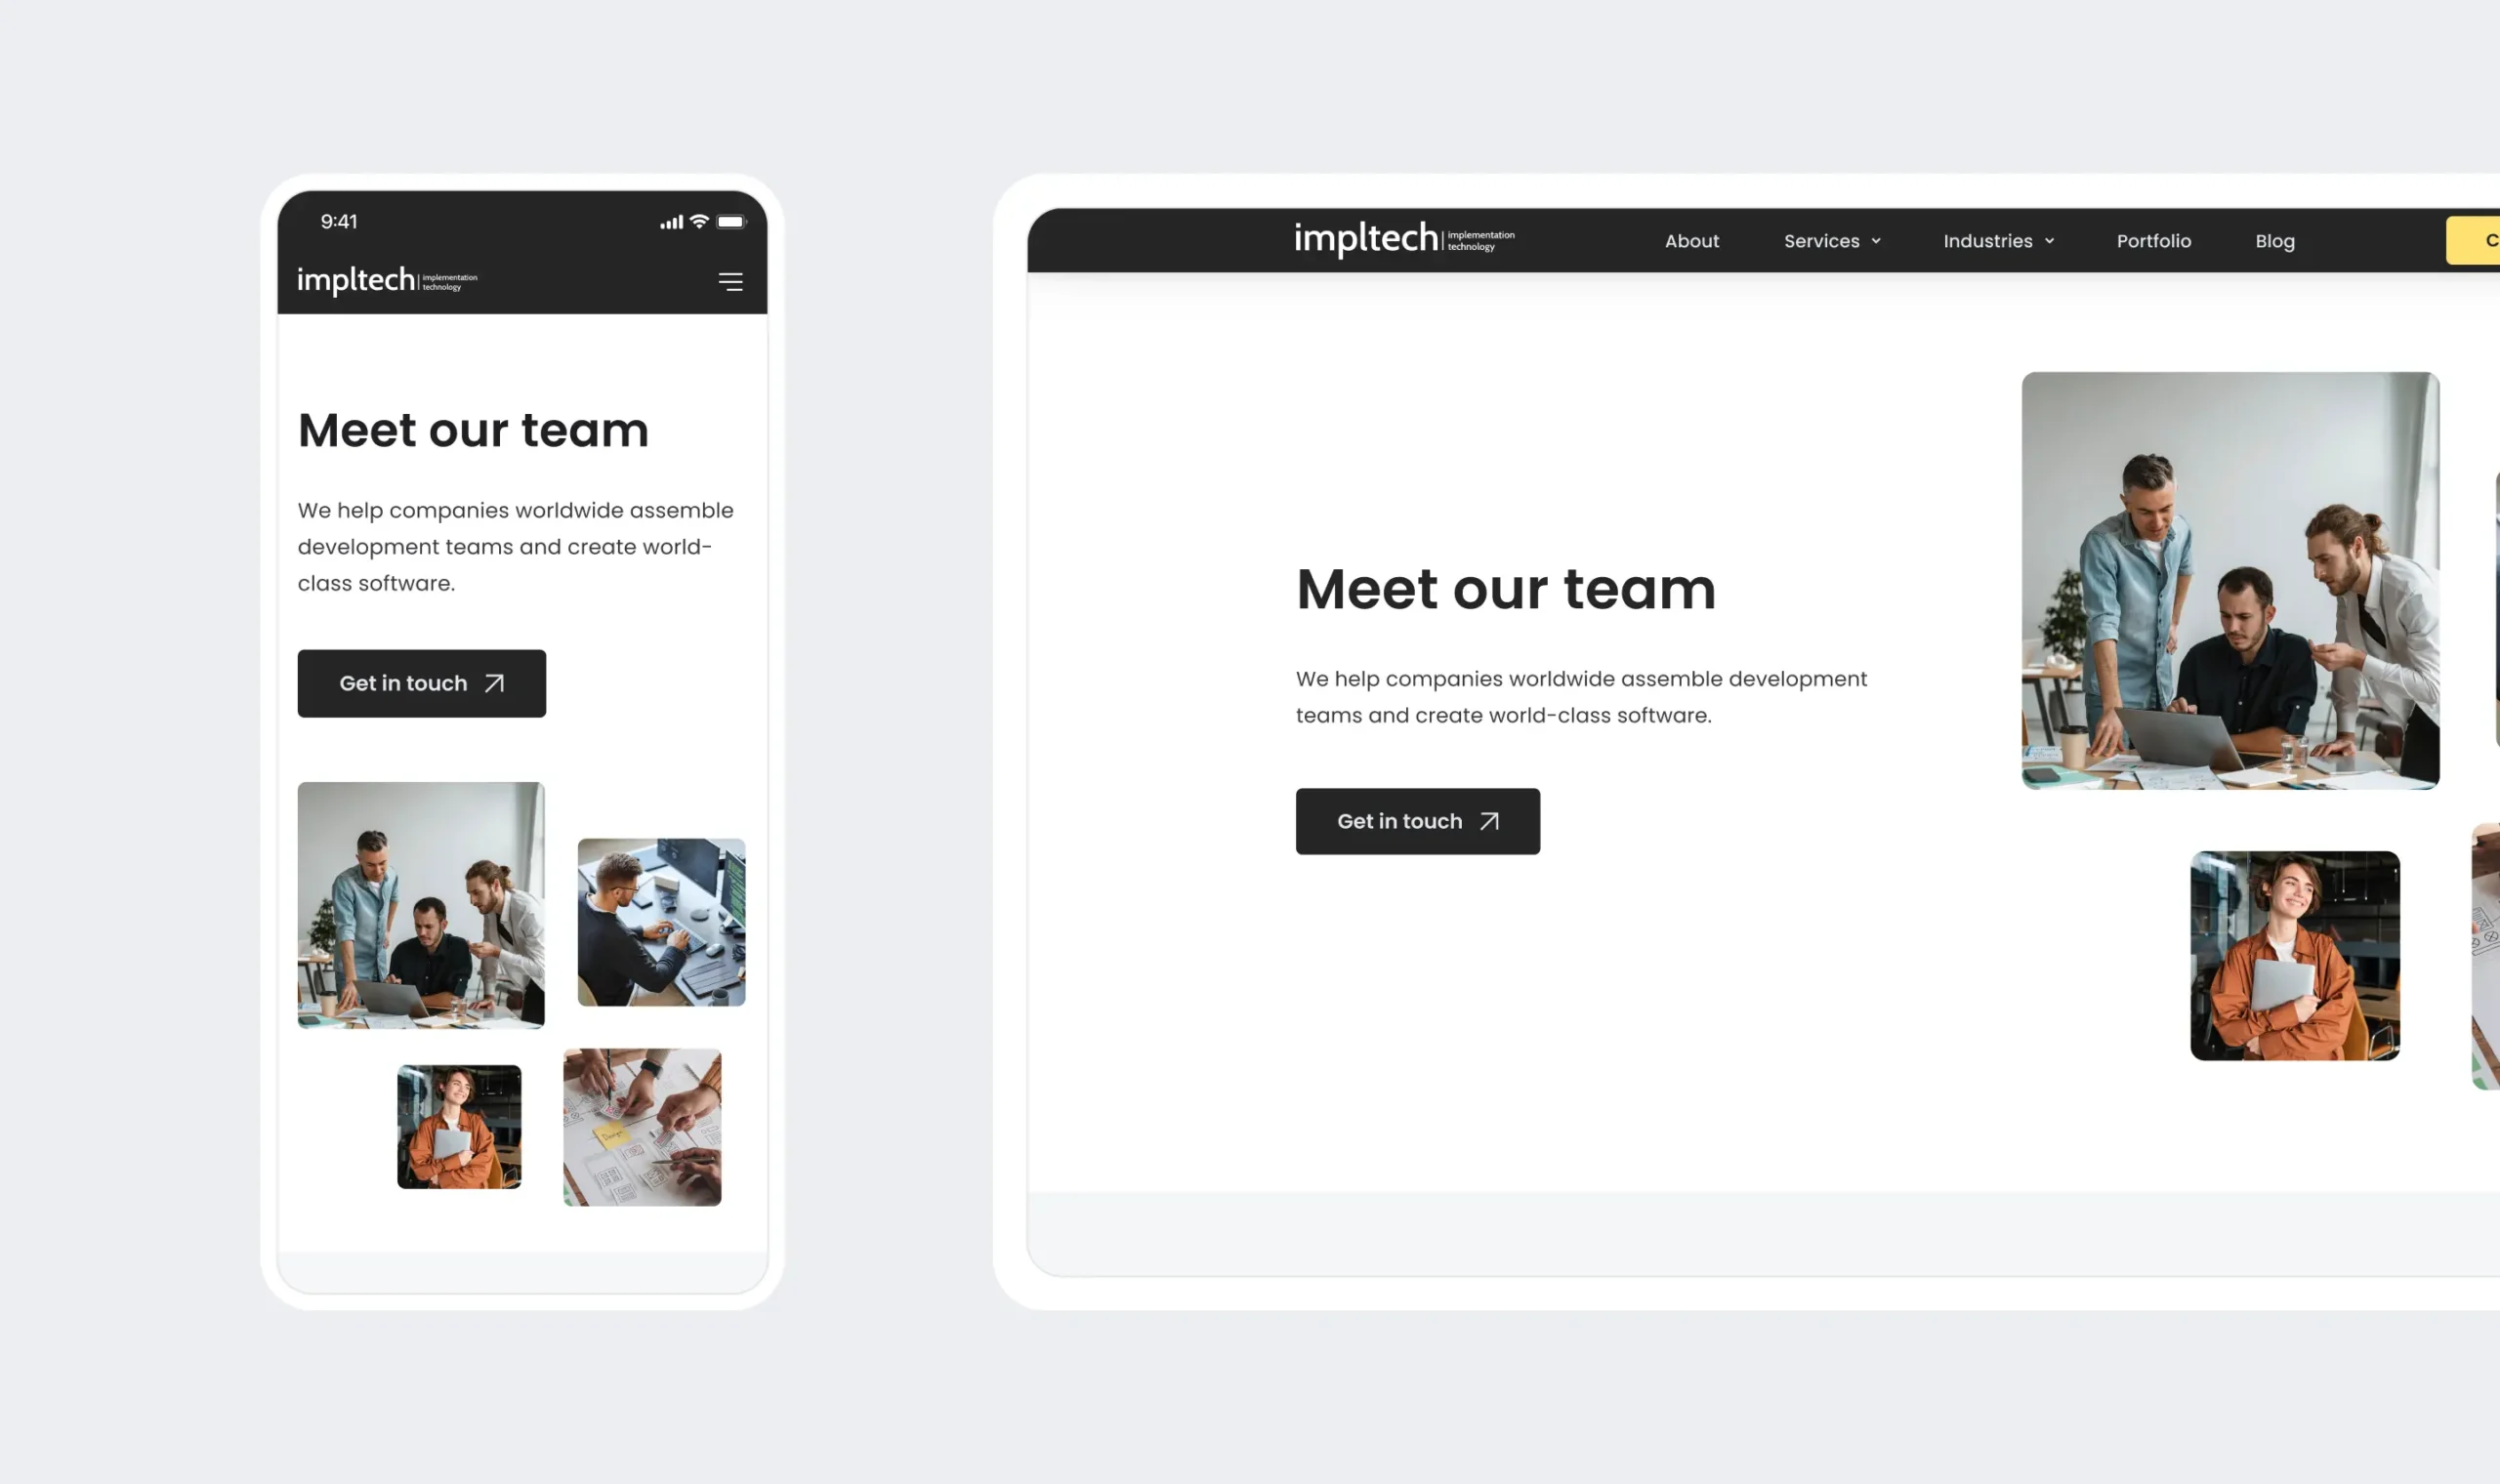 9:41
impltech | implementation
technology
Meet our team
We help companies worldwide assemble
development teams and create world-
class software.
Get in touch
impltech | implementation
technology
About Services Industries Portfolio Blog
Meet our team
We help companies worldwide assemble development
teams and create world-class software.
Get in touch